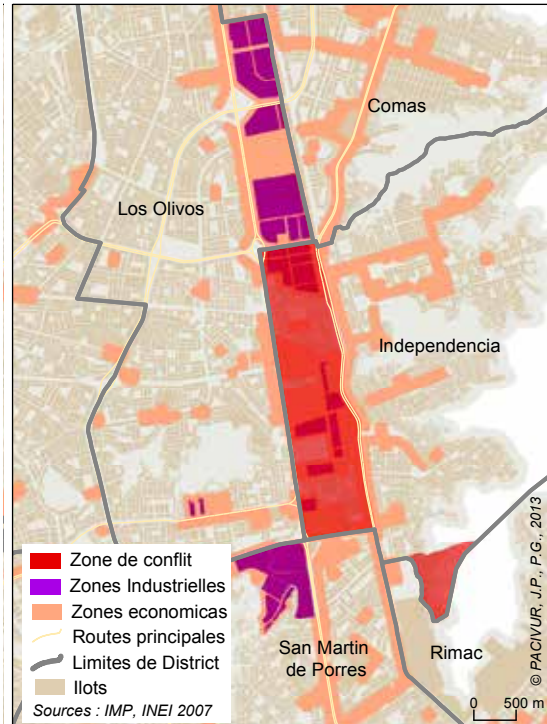 Comas
Los Olivos
Independencia
San Martin
de Porres
Rimac
Zone de conflit
Zones Industrielles
Zones economicas
Routes principales
Limites de District
Ilots
Sources : IMP, INEI 2007
0 500 m
© PACIVUR, J.P., P.G., 2013